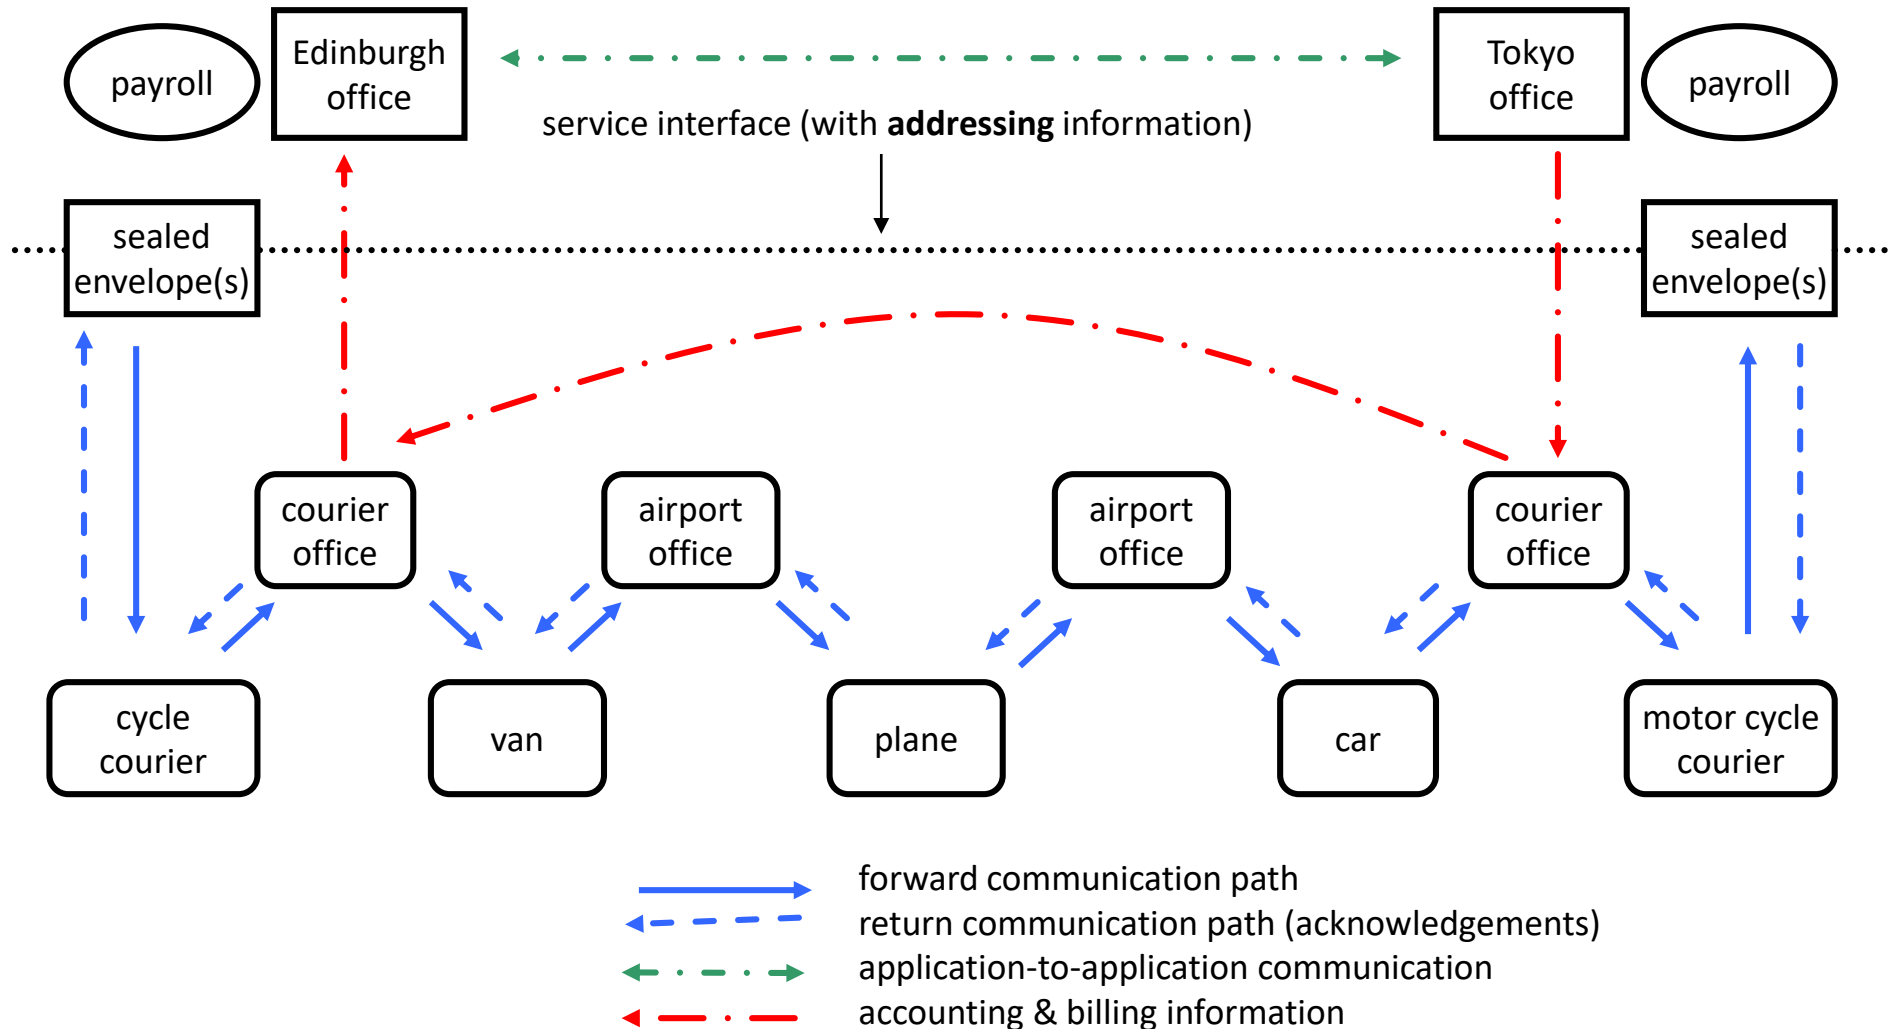 payroll
Edinburgh
office
Tokyo
office
payroll
service interface (with addressing information)
sealed
envelope(s)
sealed
envelope(s)
courier
office
airport
office
airport
office
courier
office
cycle
courier
van
plane
car
motor cycle
courier
forward communication path
return communication path (acknowledgements)
application-to-application communication
accounting & billing information